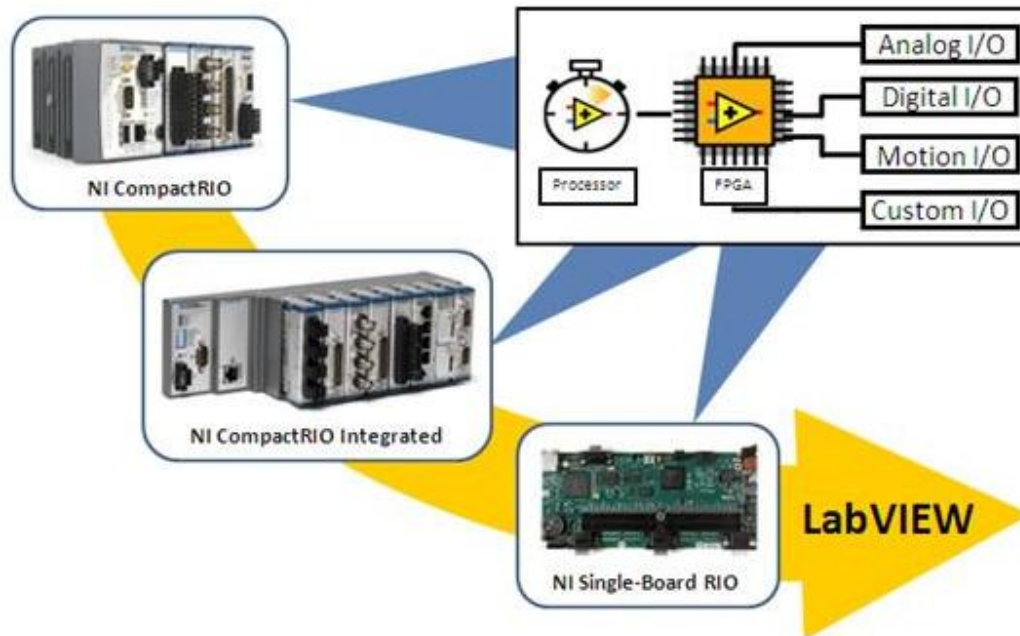 NI CompactRIO
Processor
FPGA
Analog I/O
Digital I/O
Motion I/O
Custom I/O
NI CompactRIO Integrated
NI Single-Board RIO
LabVIEW